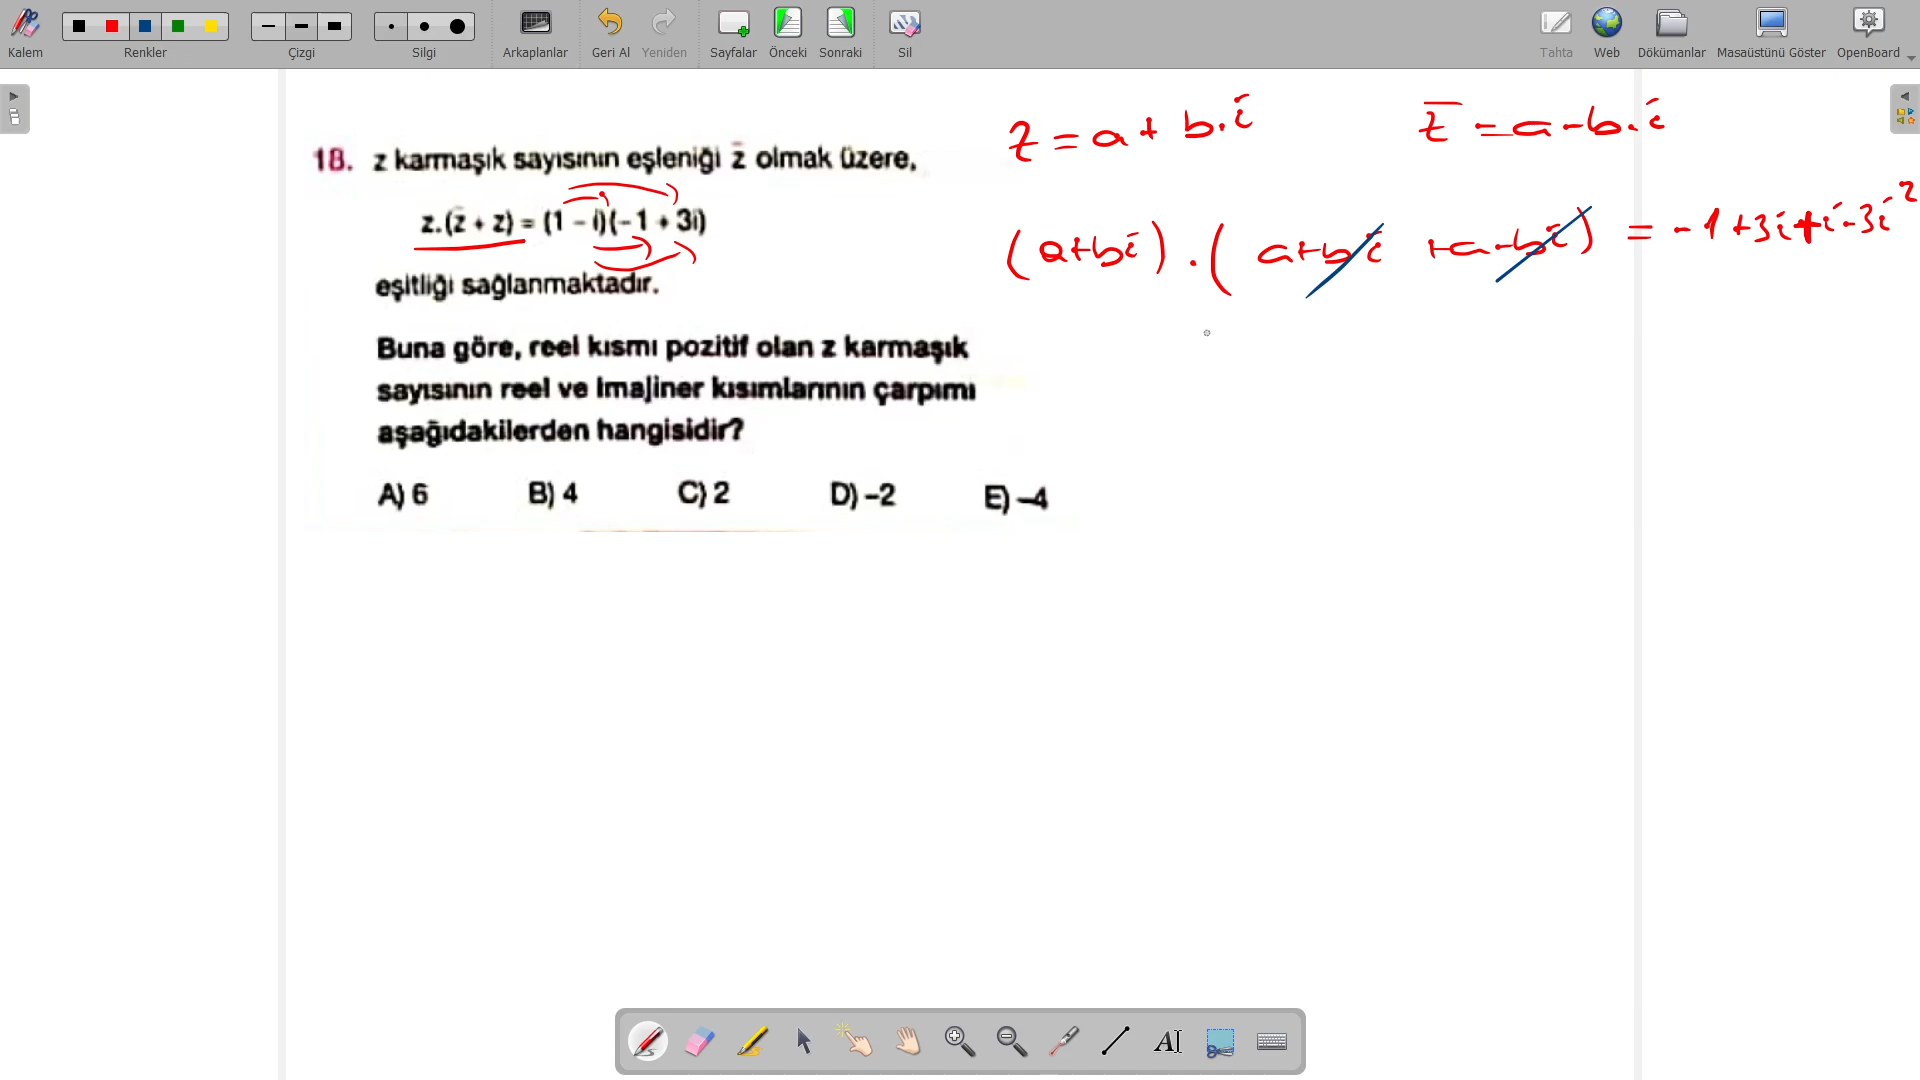 Kalem
Renkler
Çizgi
Silgi
Arkaplanlar
Geri Al
Yeniden
Sayfalar
Önceki
Sonraki
Sil
Tahta
Web
Dökümanlar
Masaüstünü Göster
OpenBoard
18. z karmaşık sayısının eşleniği z̄ olmak üzere,
z.(z̄ + z) = (1 – i)(–1 + 3i)
eşitliği sağlanmaktadır.
Buna göre, reel kısmı pozitif olan z karmaşık
sayısının reel ve imajiner kısımlarının çarpımı
aşağıdakilerden hangisidir?
A) 6 B) 4 C) 2 D) –2 E) –4
z = a + b.i z̄ = a - b.i
(a+bi) . ( a+bi +a-bi) = -1+3i+i-3i²